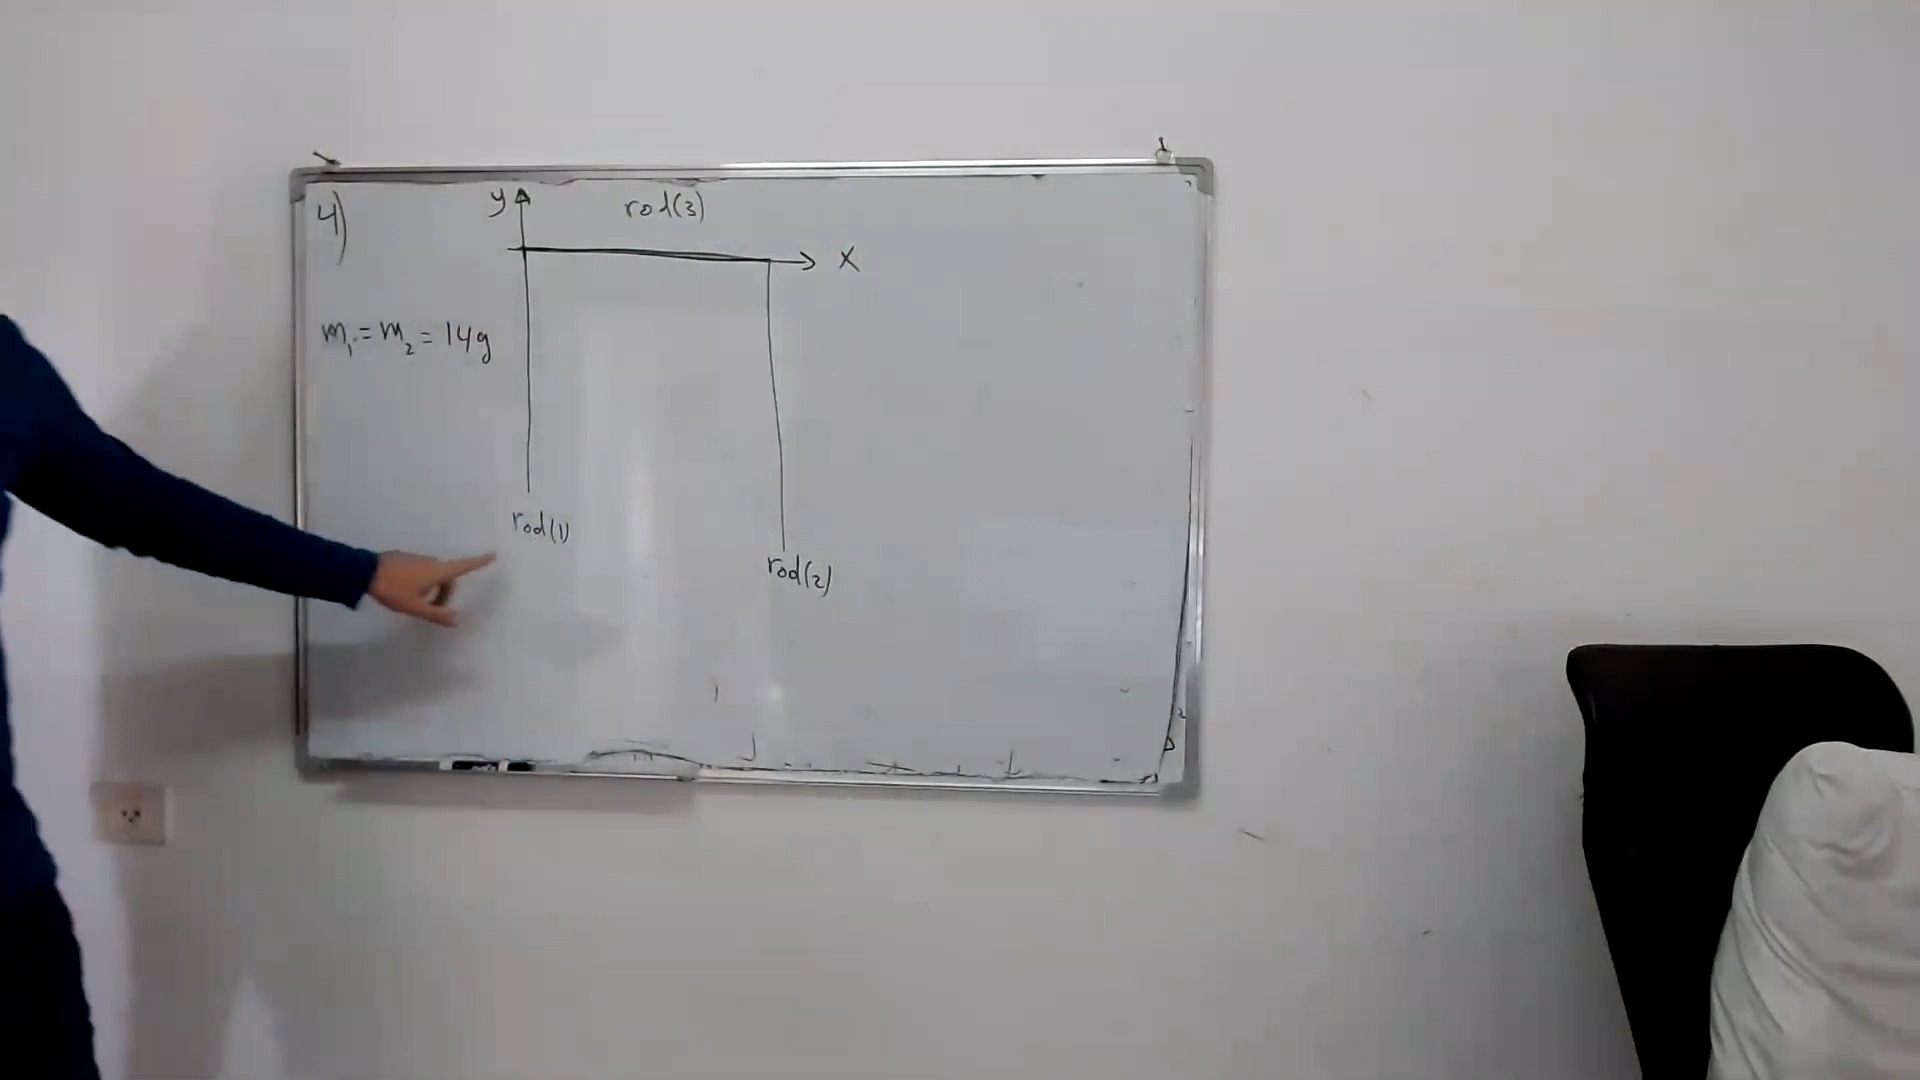 4)
y
rod(3)
x
m₁ = m₂ = 14g
rod(1)
rod(2)